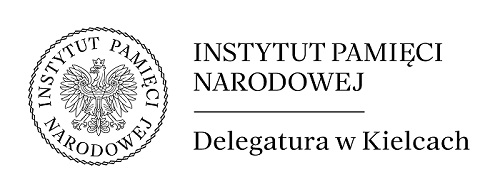 INSTYTUT PAMIĘCI
NARODOWEJ
INSTYTUT PAMIĘCI
NARODOWEJ
Delegatura w Kielcach